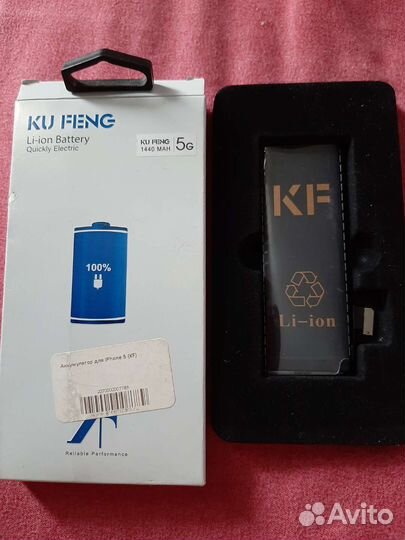 KU FENG
Li-ion Battery
Quickly Electric
KU FENG
1440 MAH
5G
100%
Аккумулятор для iPhone 5 (KF)
Reliable Performance
KF
Li-ion
Avito